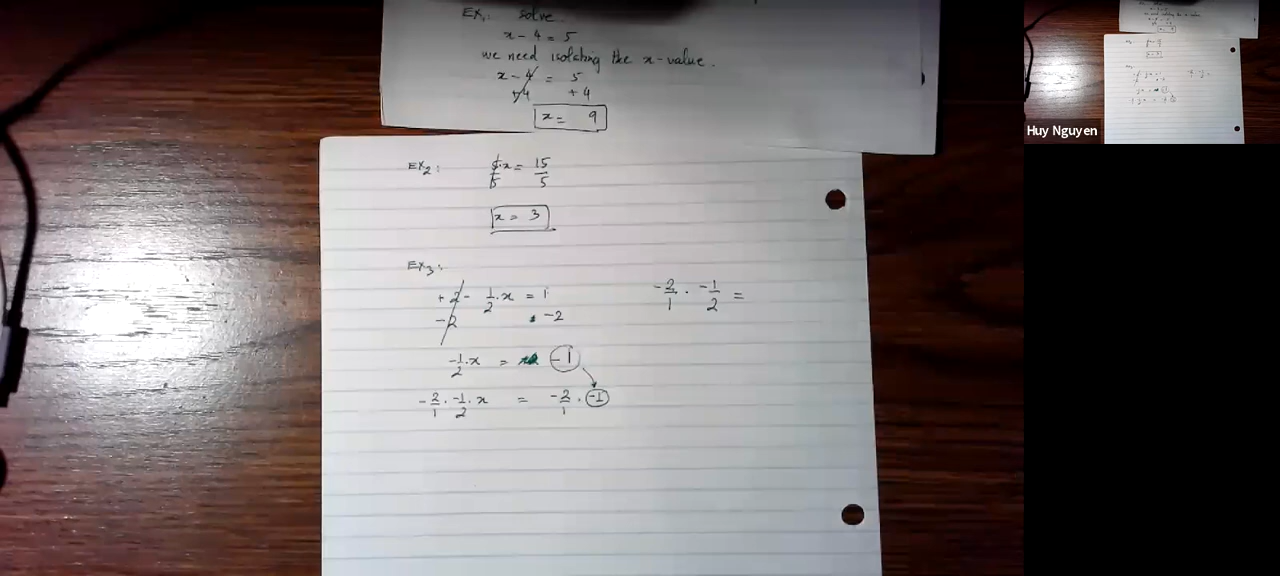 EX1: solve.
x - 4 = 5
we need isolating the x-value.
x - 4 = 5
+4 +4
x = 9
EX2: 5·x/5 = 15/5
x = 3
EX3:
+2 - 1/2·x = 1
-2 -2
-1/2·x = -1
-2/1 · -1/2·x = -2/1 · -1
-2/1 · -1/2 =
Huy Nguyen